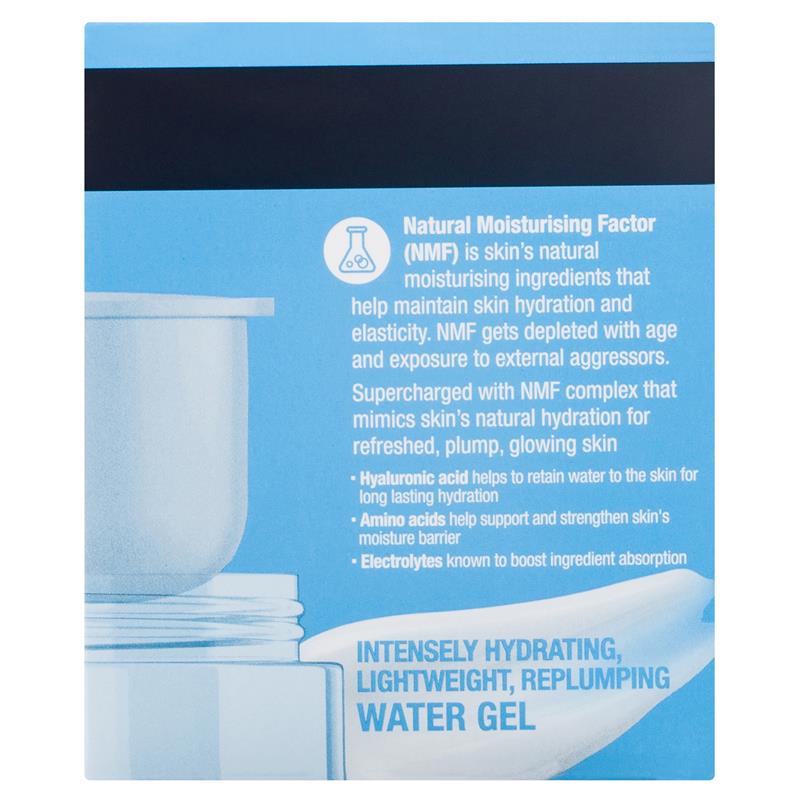 Natural Moisturising Factor
(NMF) is skin's natural
moisturising ingredients that
help maintain skin hydration and
elasticity. NMF gets depleted with age
and exposure to external aggressors.
Supercharged with NMF complex that
mimics skin's natural hydration for
refreshed, plump, glowing skin
• Hyaluronic acid helps to retain water to the skin for
long lasting hydration
• Amino acids help support and strengthen skin's
moisture barrier
• Electrolytes known to boost ingredient absorption
INTENSELY HYDRATING,
LIGHTWEIGHT, REPLUMPING
WATER GEL